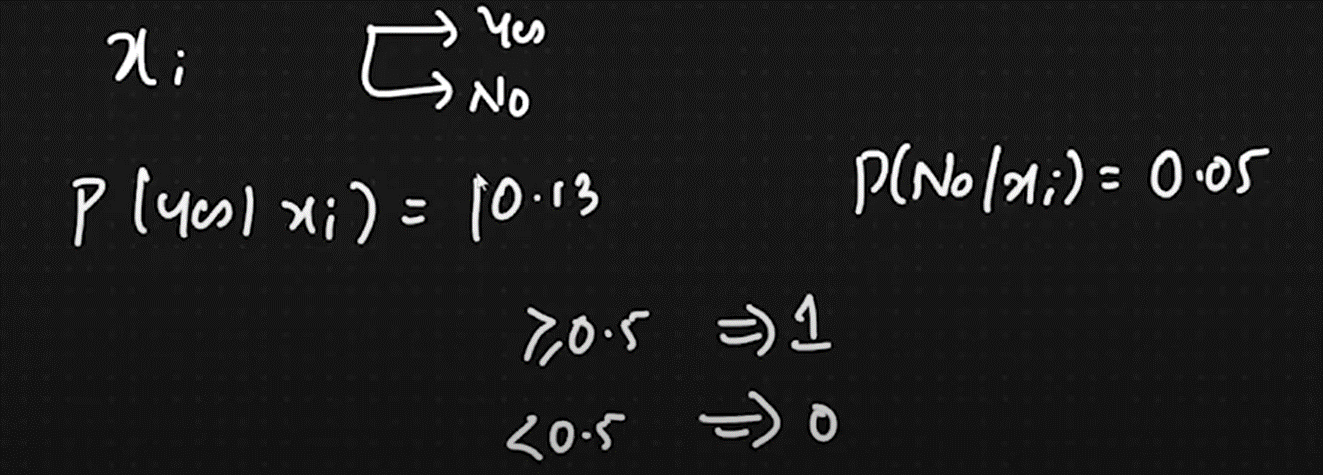 xi → Yes
→ No
P(yes|xi) = |0.13 P(No/xi) = 0.05
≥0.5 => 1
<0.5 => 0